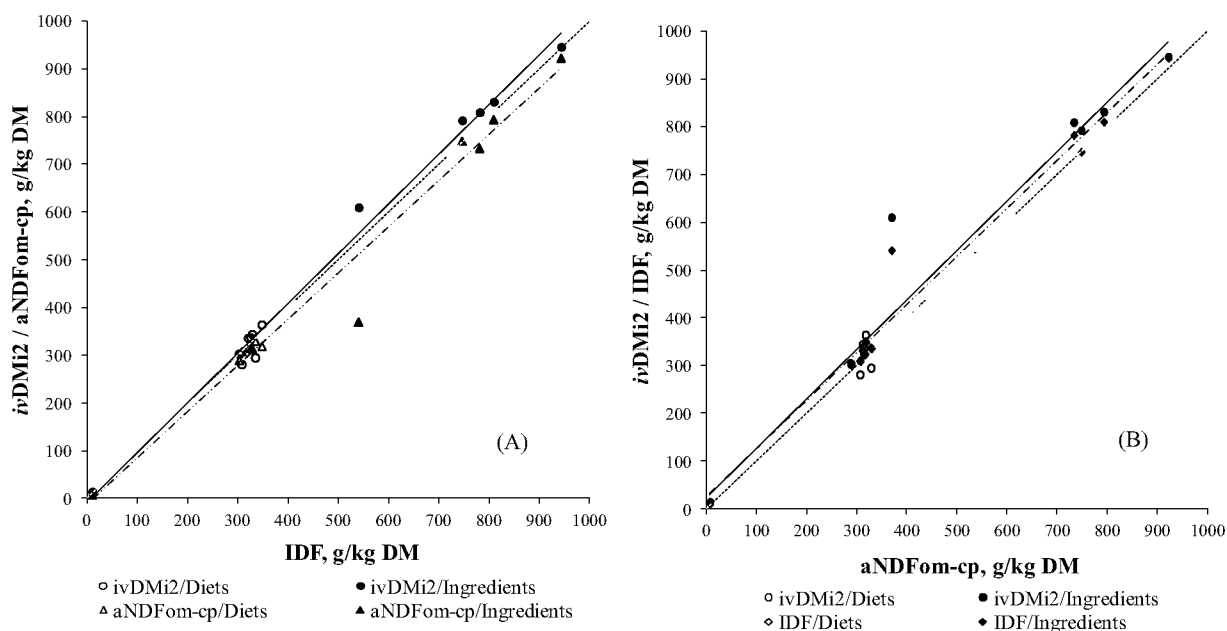 1000
900
800
700
600
500
400
300
200
100
0
ivDMi2 / aNDFom-cp, g/kg DM
(A)
0 100 200 300 400 500 600 700 800 900 1000
IDF, g/kg DM
ivDMi2/Diets ivDMi2/Ingredients
aNDFom-cp/Diets aNDFom-cp/Ingredients
1000
900
800
700
600
500
400
300
200
100
0
ivDMi2 / IDF, g/kg DM
(B)
0 100 200 300 400 500 600 700 800 900 1000
aNDFom-cp, g/kg DM
ivDMi2/Diets ivDMi2/Ingredients
IDF/Diets IDF/Ingredients